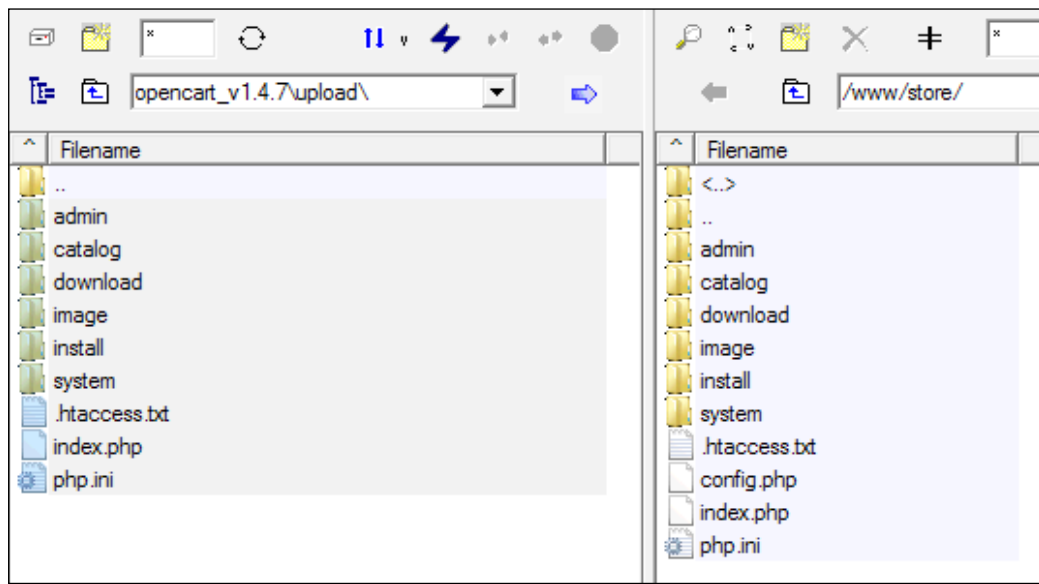 *
*
opencart_v1.4.7\upload\
/www/store/
^ Filename
..
admin
catalog
download
image
install
system
.htaccess.txt
index.php
php.ini
^ Filename
<..>
..
admin
catalog
download
image
install
system
.htaccess.txt
config.php
index.php
php.ini